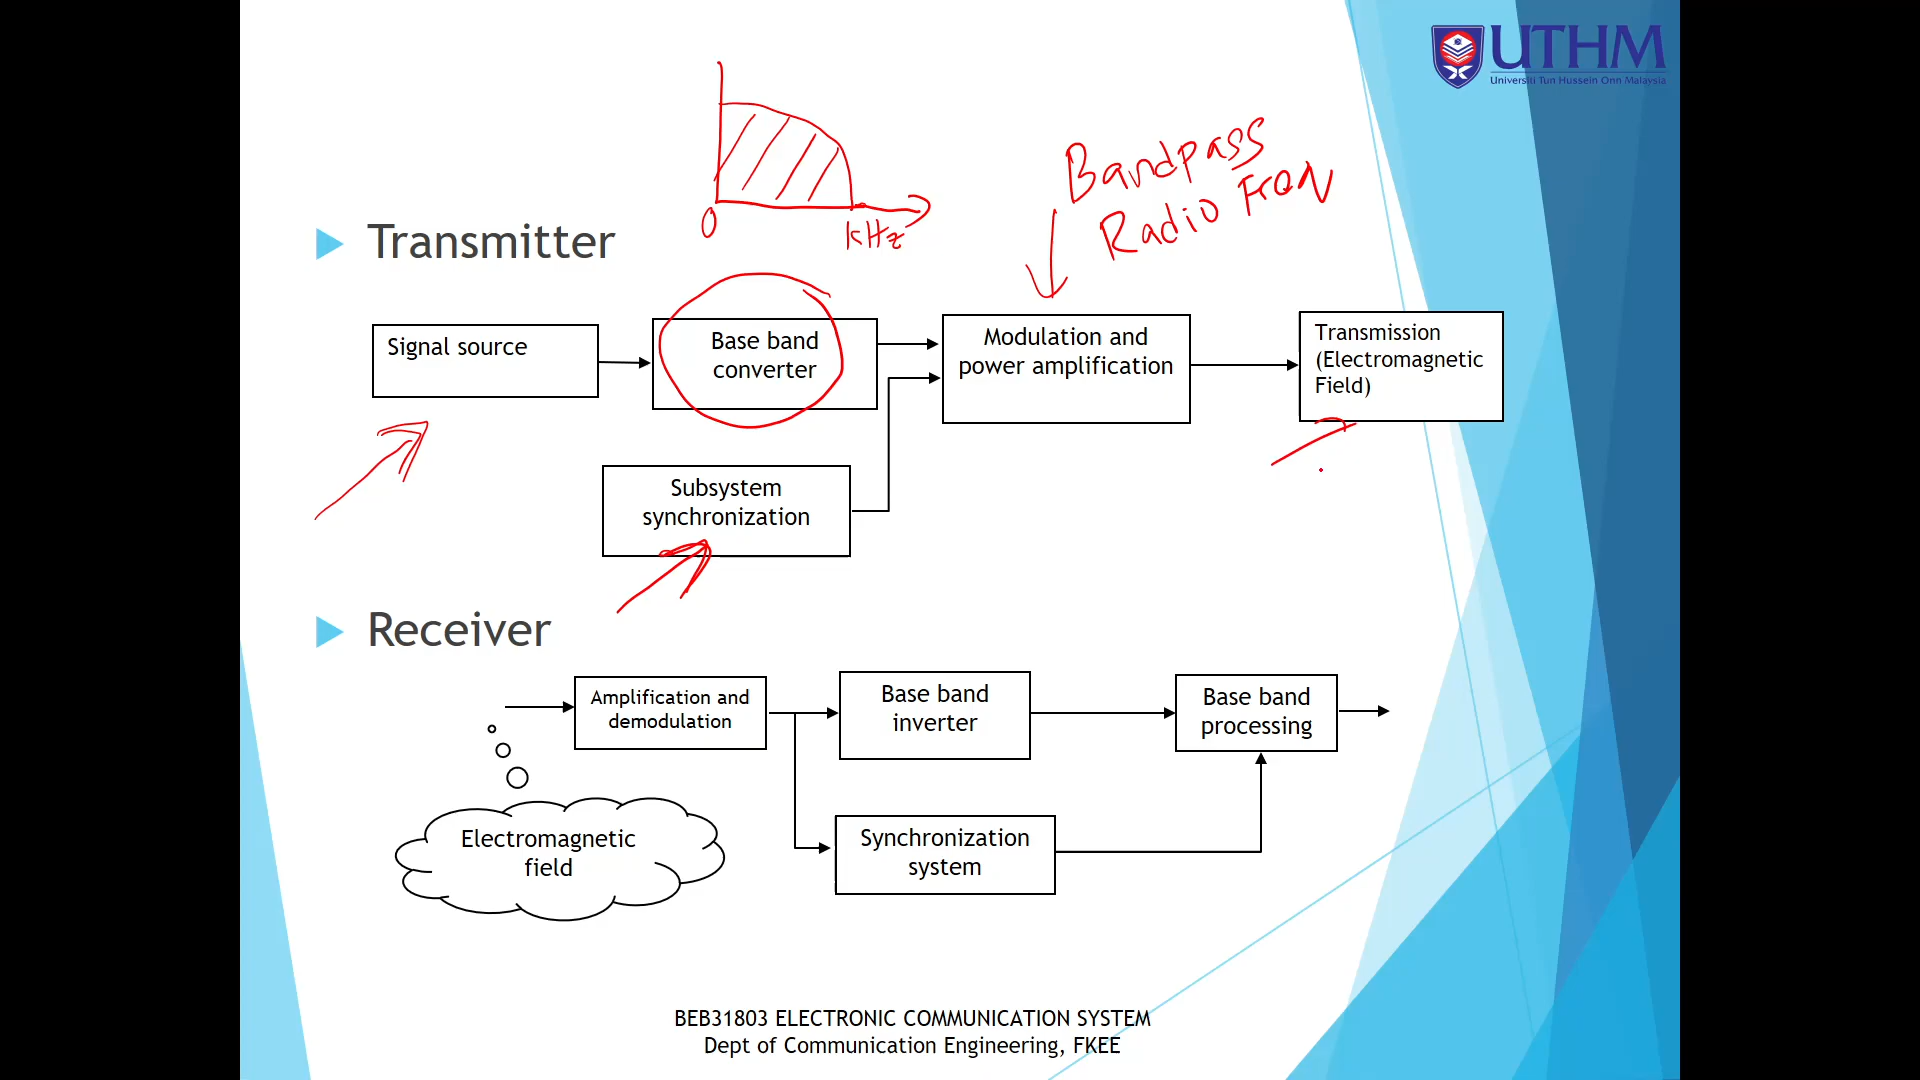 UTHM
Universiti Tun Hussein Onn Malaysia
0
kHz
Bandpass
Radio Freq
Transmitter
Signal source
Base band
converter
Modulation and
power amplification
Transmission
(Electromagnetic
Field)
Subsystem
synchronization
Receiver
Amplification and
demodulation
Base band
inverter
Base band
processing
Electromagnetic
field
Synchronization
system
BEB31803 ELECTRONIC COMMUNICATION SYSTEM
Dept of Communication Engineering, FKEE